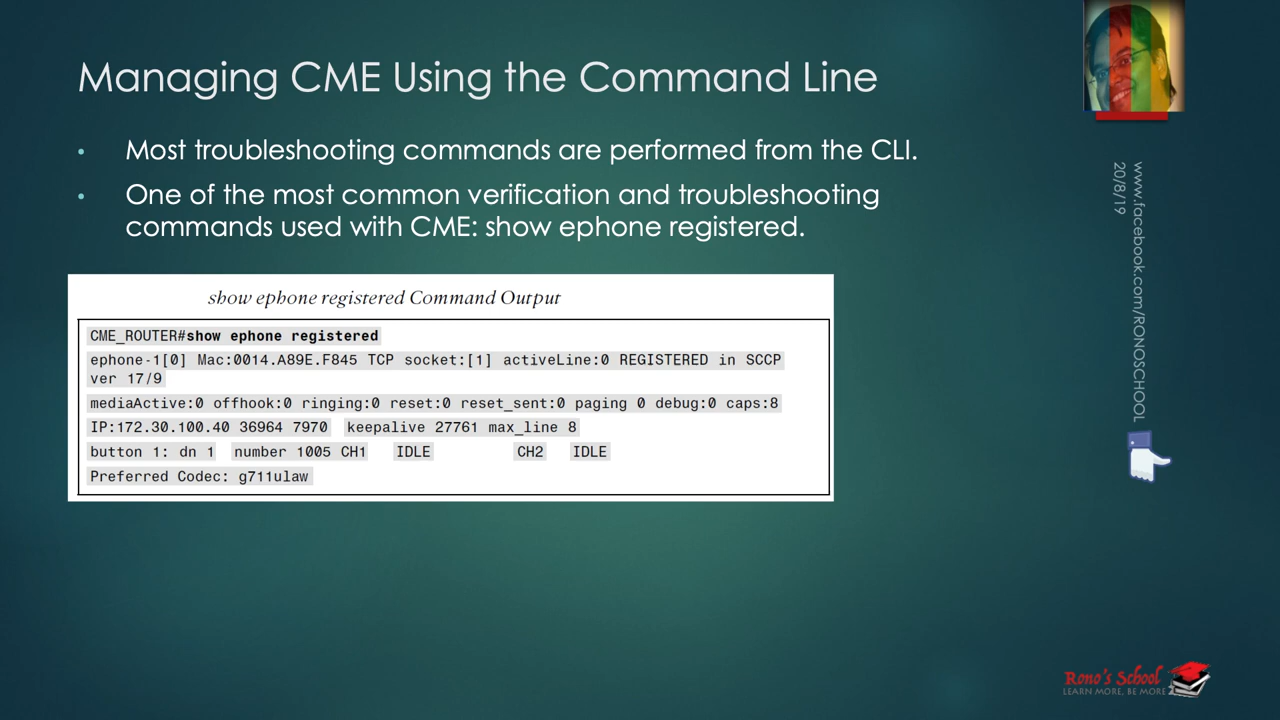 Managing CME Using the Command Line
• Most troubleshooting commands are performed from the CLI.
• One of the most common verification and troubleshooting
commands used with CME: show ephone registered.
show ephone registered Command Output
CME_ROUTER#show ephone registered
ephone-1[0] Mac:0014.A89E.F845 TCP socket:[1] activeLine:0 REGISTERED in SCCP
ver 17/9
mediaActive:0 offhook:0 ringing:0 reset:0 reset_sent:0 paging 0 debug:0 caps:8
IP:172.30.100.40 36964 7970 keepalive 27761 max_line 8
button 1: dn 1 number 1005 CH1 IDLE CH2 IDLE
Preferred Codec: g711ulaw
www.facebook.com/RONOSCHOOL
20/8/19
Rono's School
LEARN MORE, BE MORE